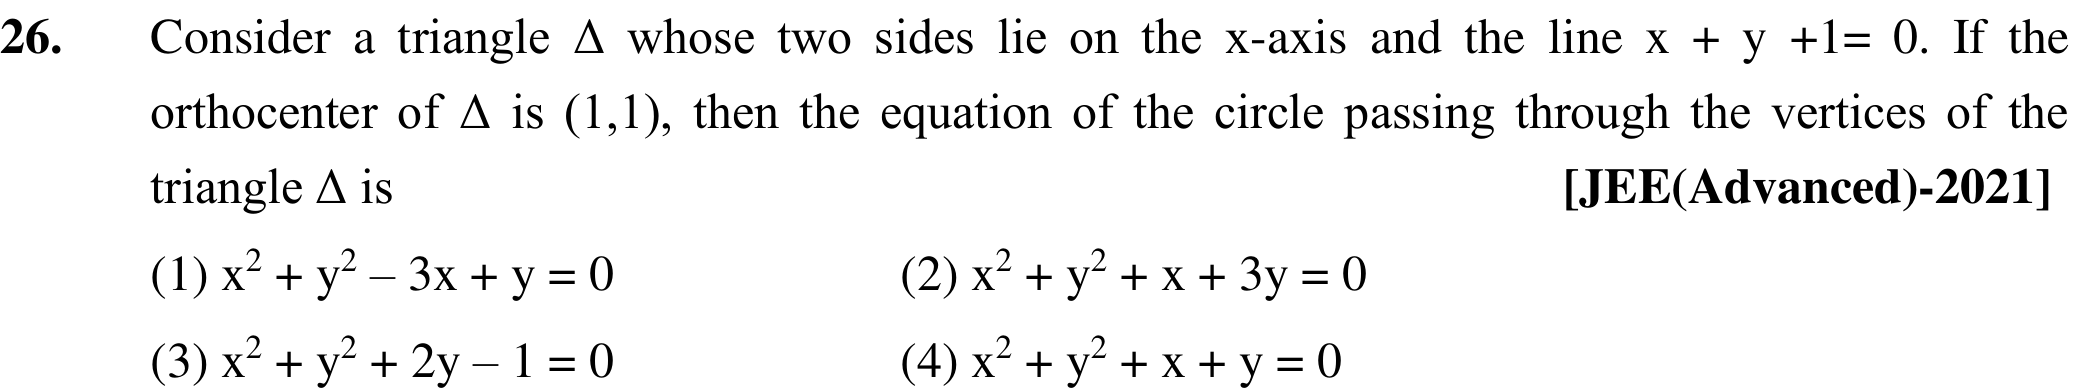 26. Consider a triangle Δ whose two sides lie on the x-axis and the line x + y +1= 0. If the
orthocenter of Δ is (1,1), then the equation of the circle passing through the vertices of the
triangle Δ is [JEE(Advanced)-2021]
(1) x² + y² – 3x + y = 0 (2) x² + y² + x + 3y = 0
(3) x² + y² + 2y – 1 = 0 (4) x² + y² + x + y = 0